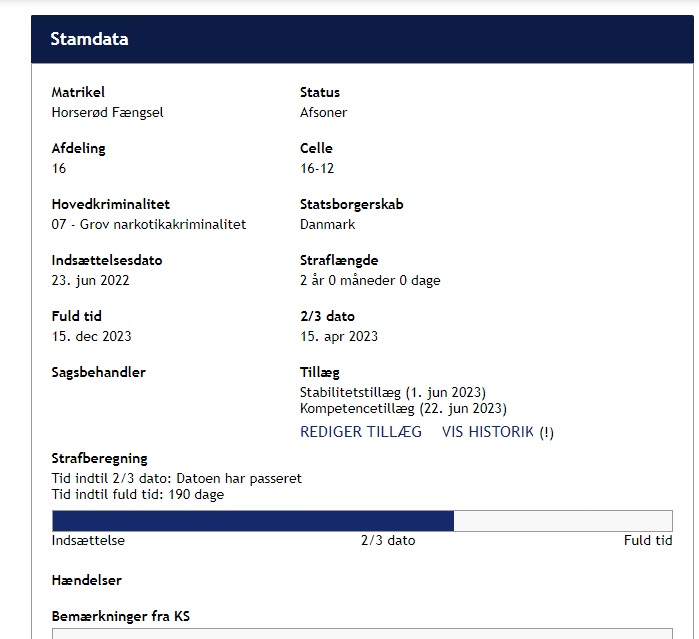 Stamdata
Matrikel
Horserød Fængsel
Status
Afsoner
Afdeling
16
Celle
16-12
Hovedkriminalitet
07 - Grov narkotikakriminalitet
Statsborgerskab
Danmark
Indsættelsesdato
23. jun 2022
Straflængde
2 år 0 måneder 0 dage
Fuld tid
15. dec 2023
2/3 dato
15. apr 2023
Sagsbehandler
Tillæg
Stabilitetstillæg (1. jun 2023)
Kompetencetillæg (22. jun 2023)
REDIGER TILLÆG VIS HISTORIK (!)
Strafberegning
Tid indtil 2/3 dato: Datoen har passeret
Tid indtil fuld tid: 190 dage
Indsættelse 2/3 dato Fuld tid
Hændelser
Bemærkninger fra KS